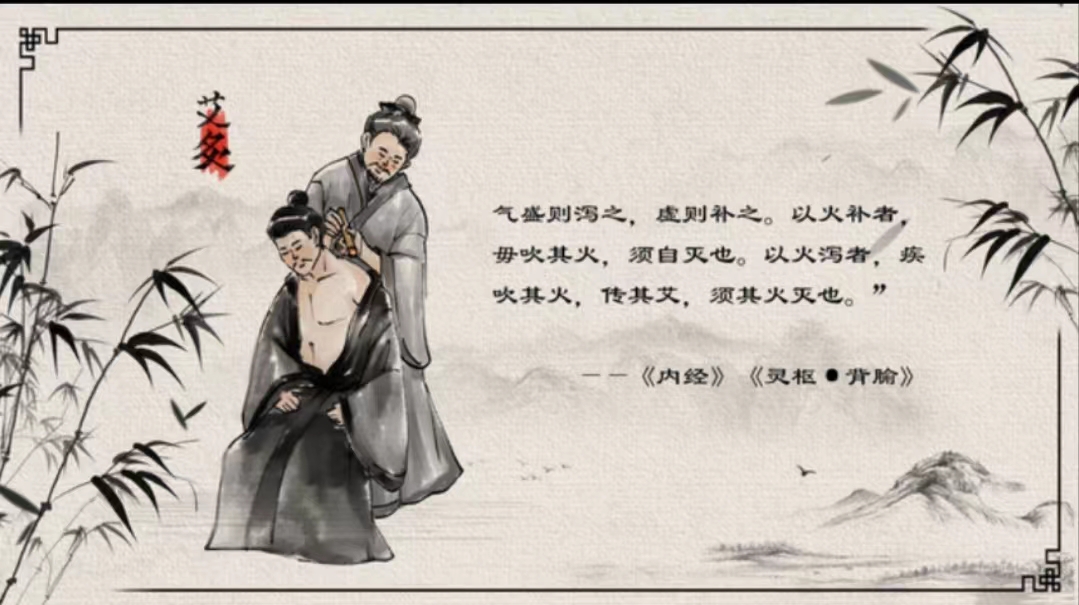 艾灸
气盛则泻之，虚则补之。以火补者，
毋吹其火，须自灭也。以火泻者，疾
吹其火，传其艾，须其火灭也。”
——《内经》《灵枢●背腧》